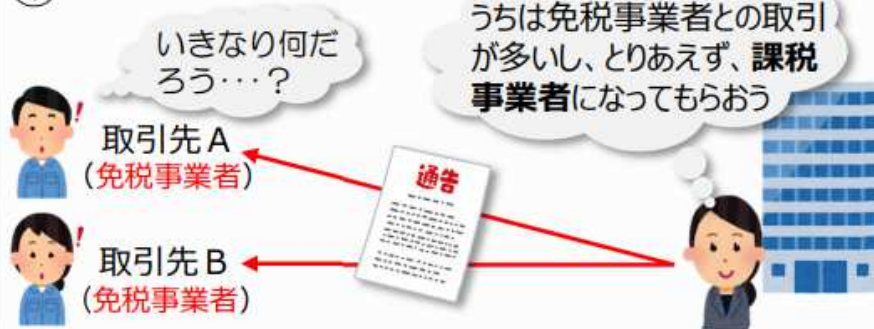 いきなり何だ
ろう・・・？
うちは免税事業者との取引
が多いし、とりあえず、課税
事業者になってもらおう
取引先A
(免税事業者)
通告
取引先B
(免税事業者)